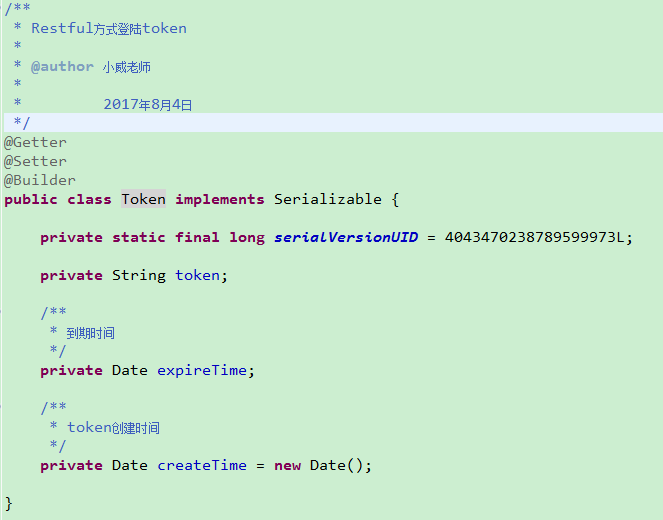 /**
 * Restful方式登陆token
 *
 * @author 小威老师
 *
 *         2017年8月4日
 */
@Getter
@Setter
@Builder
public class Token implements Serializable {
    private static final long serialVersionUID = 4043470238789599973L;
    private String token;
    /**
     * 到期时间
     */
    private Date expireTime;
    /**
     * token创建时间
     */
    private Date createTime = new Date();
}